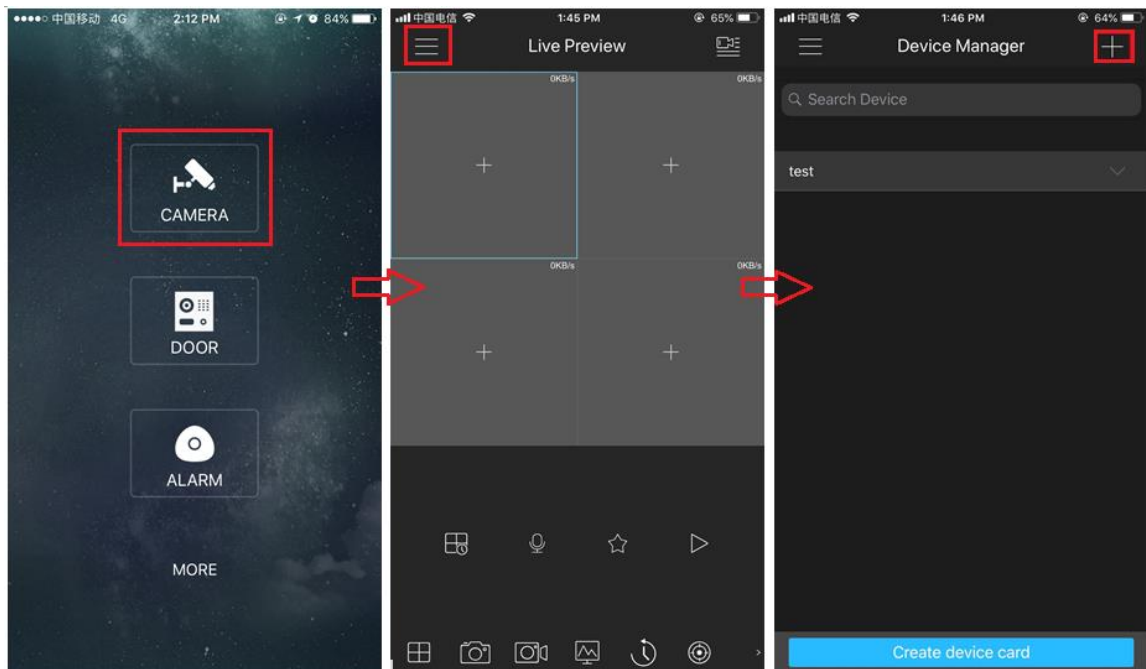 中国移动 4G 2:12 PM 84%
CAMERA
DOOR
ALARM
MORE
中国电信 1:45 PM 65%
Live Preview
0KB/s 0KB/s
0KB/s 0KB/s
中国电信 1:46 PM 64%
Device Manager
Search Device
test
Create device card